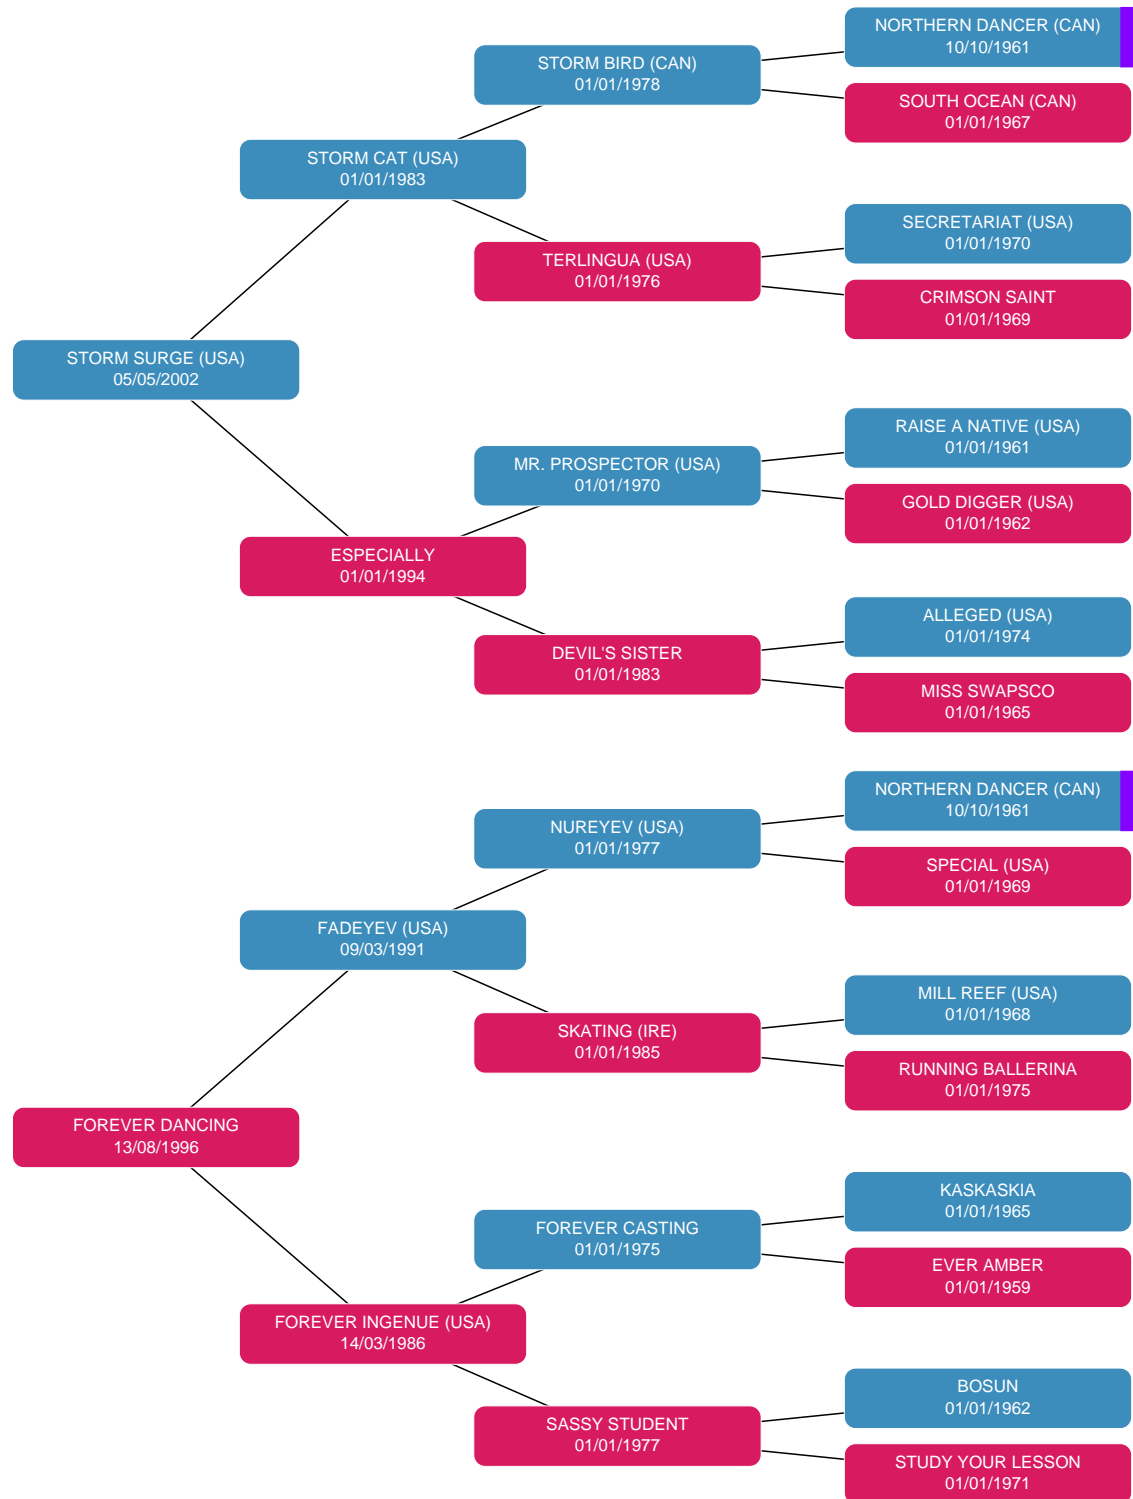 NORTHERN DANCER (CAN)
10/10/1961
STORM BIRD (CAN)
01/01/1978
SOUTH OCEAN (CAN)
01/01/1967
STORM CAT (USA)
01/01/1983
SECRETARIAT (USA)
01/01/1970
TERLINGUA (USA)
01/01/1976
CRIMSON SAINT
01/01/1969
STORM SURGE (USA)
05/05/2002
RAISE A NATIVE (USA)
01/01/1961
MR. PROSPECTOR (USA)
01/01/1970
GOLD DIGGER (USA)
01/01/1962
ESPECIALLY
01/01/1994
ALLEGED (USA)
01/01/1974
DEVIL'S SISTER
01/01/1983
MISS SWAPSCO
01/01/1965
NORTHERN DANCER (CAN)
10/10/1961
NUREYEV (USA)
01/01/1977
SPECIAL (USA)
01/01/1969
FADEYEV (USA)
09/03/1991
MILL REEF (USA)
01/01/1968
SKATING (IRE)
01/01/1985
RUNNING BALLERINA
01/01/1975
FOREVER DANCING
13/08/1996
KASKASKIA
01/01/1965
FOREVER CASTING
01/01/1975
EVER AMBER
01/01/1959
FOREVER INGENUE (USA)
14/03/1986
BOSUN
01/01/1962
SASSY STUDENT
01/01/1977
STUDY YOUR LESSON
01/01/1971